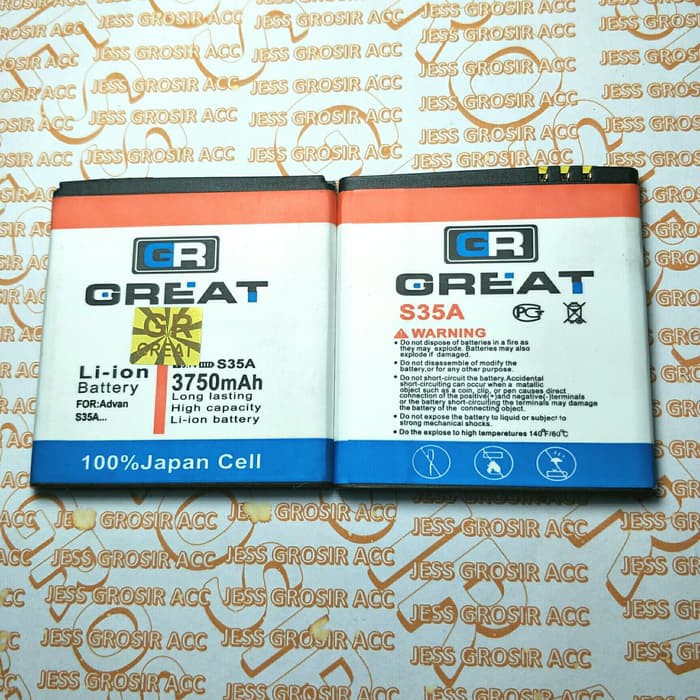 GR
GREAT
GR
GREAT
S35A
Li-ion
Battery
3750mAh
FOR:Advan
S35A...
Long lasting
High capacity
Li-ion battery
100%Japan Cell
GR
GREAT
S35A
PG
WARNING
• Do not dispose of batteries in a fire as
they may explode. Batteries may also
explode if damaged.
• Do not disassemble of modify the
battery, or for any other purpose.
• Do not short-circuit the battery.Accidental
short-circuiting can occur when a matallic
object such as a coin, clip, or pen causes direct
connection of the positive(+)and negative(-)terminals
or the battery short-circuiting the terminals may damage
the battery of the connecting object.
• Do not expose the battery to liquid or subject to
strong mechanical shocks.
• Do the explose to high temperetures 140°F/60°C
JESS GROSIR ACC